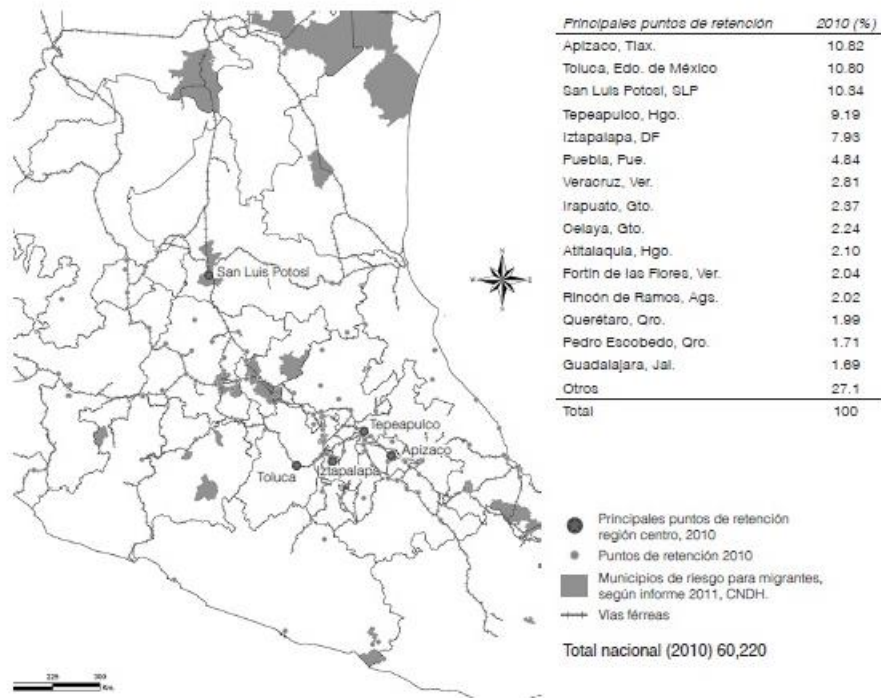 Principales puntos de retención 2010 (%)
Apizaco, Tlax. 10.82
Toluca, Edo. de México 10.80
San Luis Potosí, SLP 10.34
Tepeapulco, Hgo. 9.19
Iztapalapa, DF 7.93
Puebla, Pue. 4.84
Veracruz, Ver. 2.81
Irapuato, Gto. 2.37
Celaya, Gto. 2.24
Atitalaquia, Hgo. 2.10
Fortín de las Flores, Ver. 2.04
Rincón de Ramos, Ags. 2.02
Querétaro, Qro. 1.99
Pedro Escobedo, Qro. 1.71
Guadalajara, Jal. 1.69
Otros 27.1
Total 100
San Luis Potosí
N
W E
S
Tepeapulco
Apizaco
Iztapalapa
Toluca
Principales puntos de retención
región centro, 2010
Puntos de retención 2010
Municipios de riesgo para migrantes,
según informe 2011, CNDH.
Vías férreas
Total nacional (2010) 60,220
225
Km.